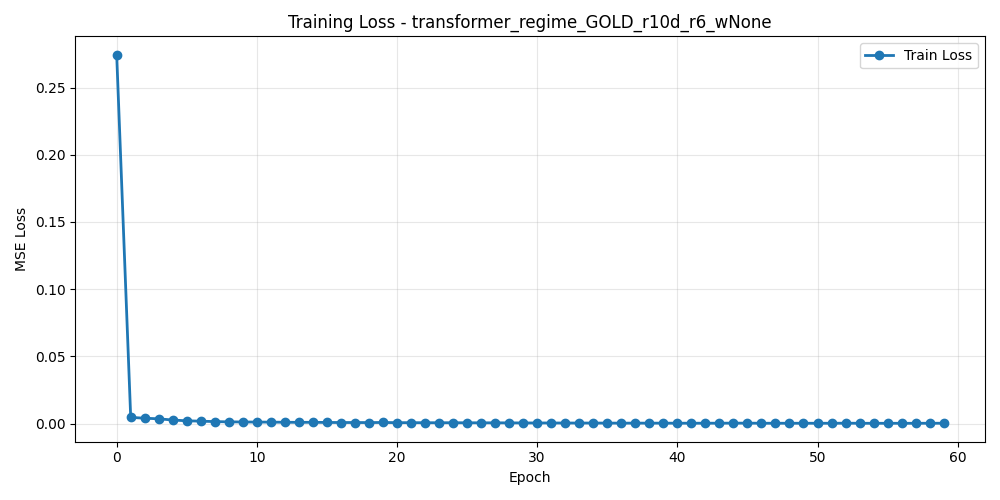 Training Loss - transformer_regime_GOLD_r10d_r6_wNone
Train Loss
MSE Loss
0.25
0.20
0.15
0.10
0.05
0.00
0 10 20 30 40 50 60
Epoch